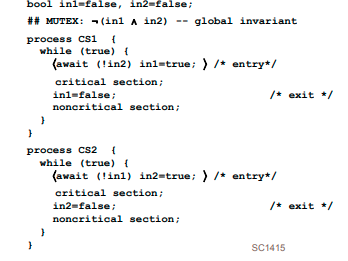 bool in1=false, in2=false;
## MUTEX: ¬(in1 ∧ in2) -- global invariant
process CS1 {
while (true) {
⟨await (!in2) in1=true; ⟩ /* entry*/
critical section;
in1=false; /* exit */
noncritical section;
}
}
process CS2 {
while (true) {
⟨await (!in1) in2=true; ⟩ /* entry*/
critical section;
in2=false; /* exit */
noncritical section;
}
}
SC1415